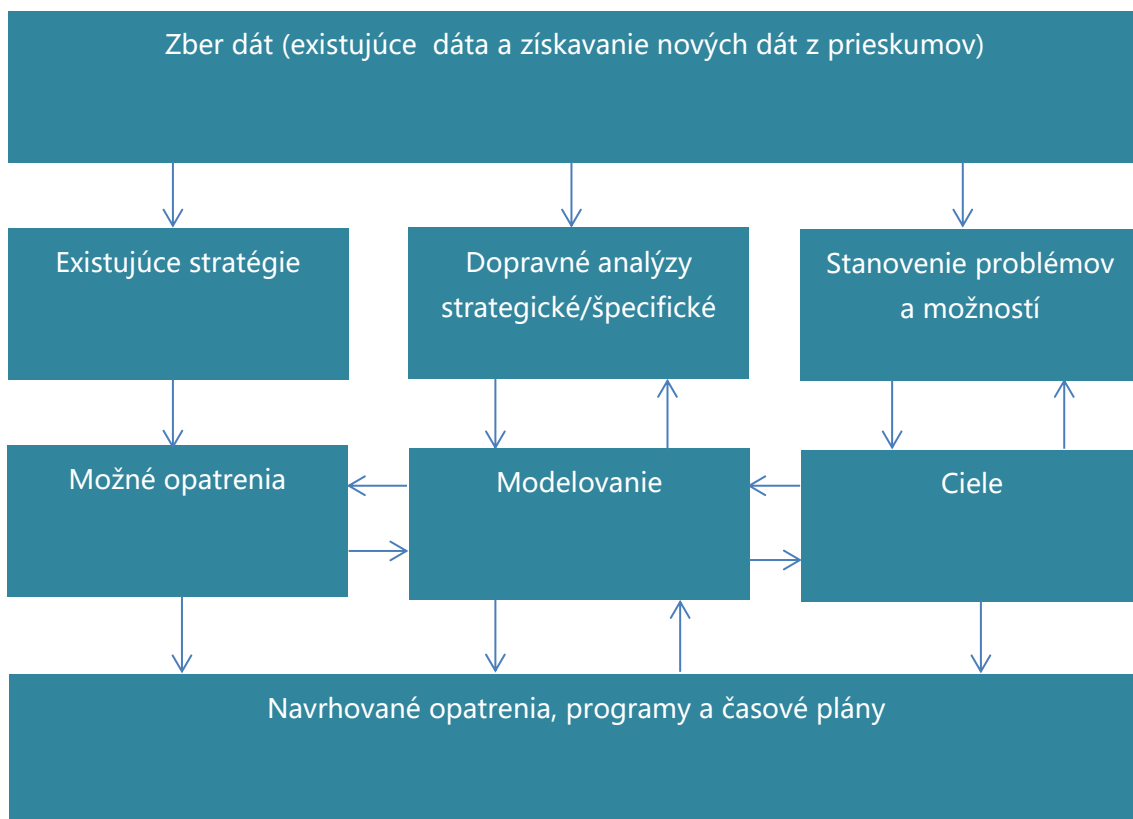 Zber dát (existujúce  dáta a získavanie nových dát z prieskumov)
Existujúce stratégie
Dopravné analýzy
strategické/špecifické
Stanovenie problémov
a možností
Možné opatrenia
Modelovanie
Ciele
Navrhované opatrenia, programy a časové plány